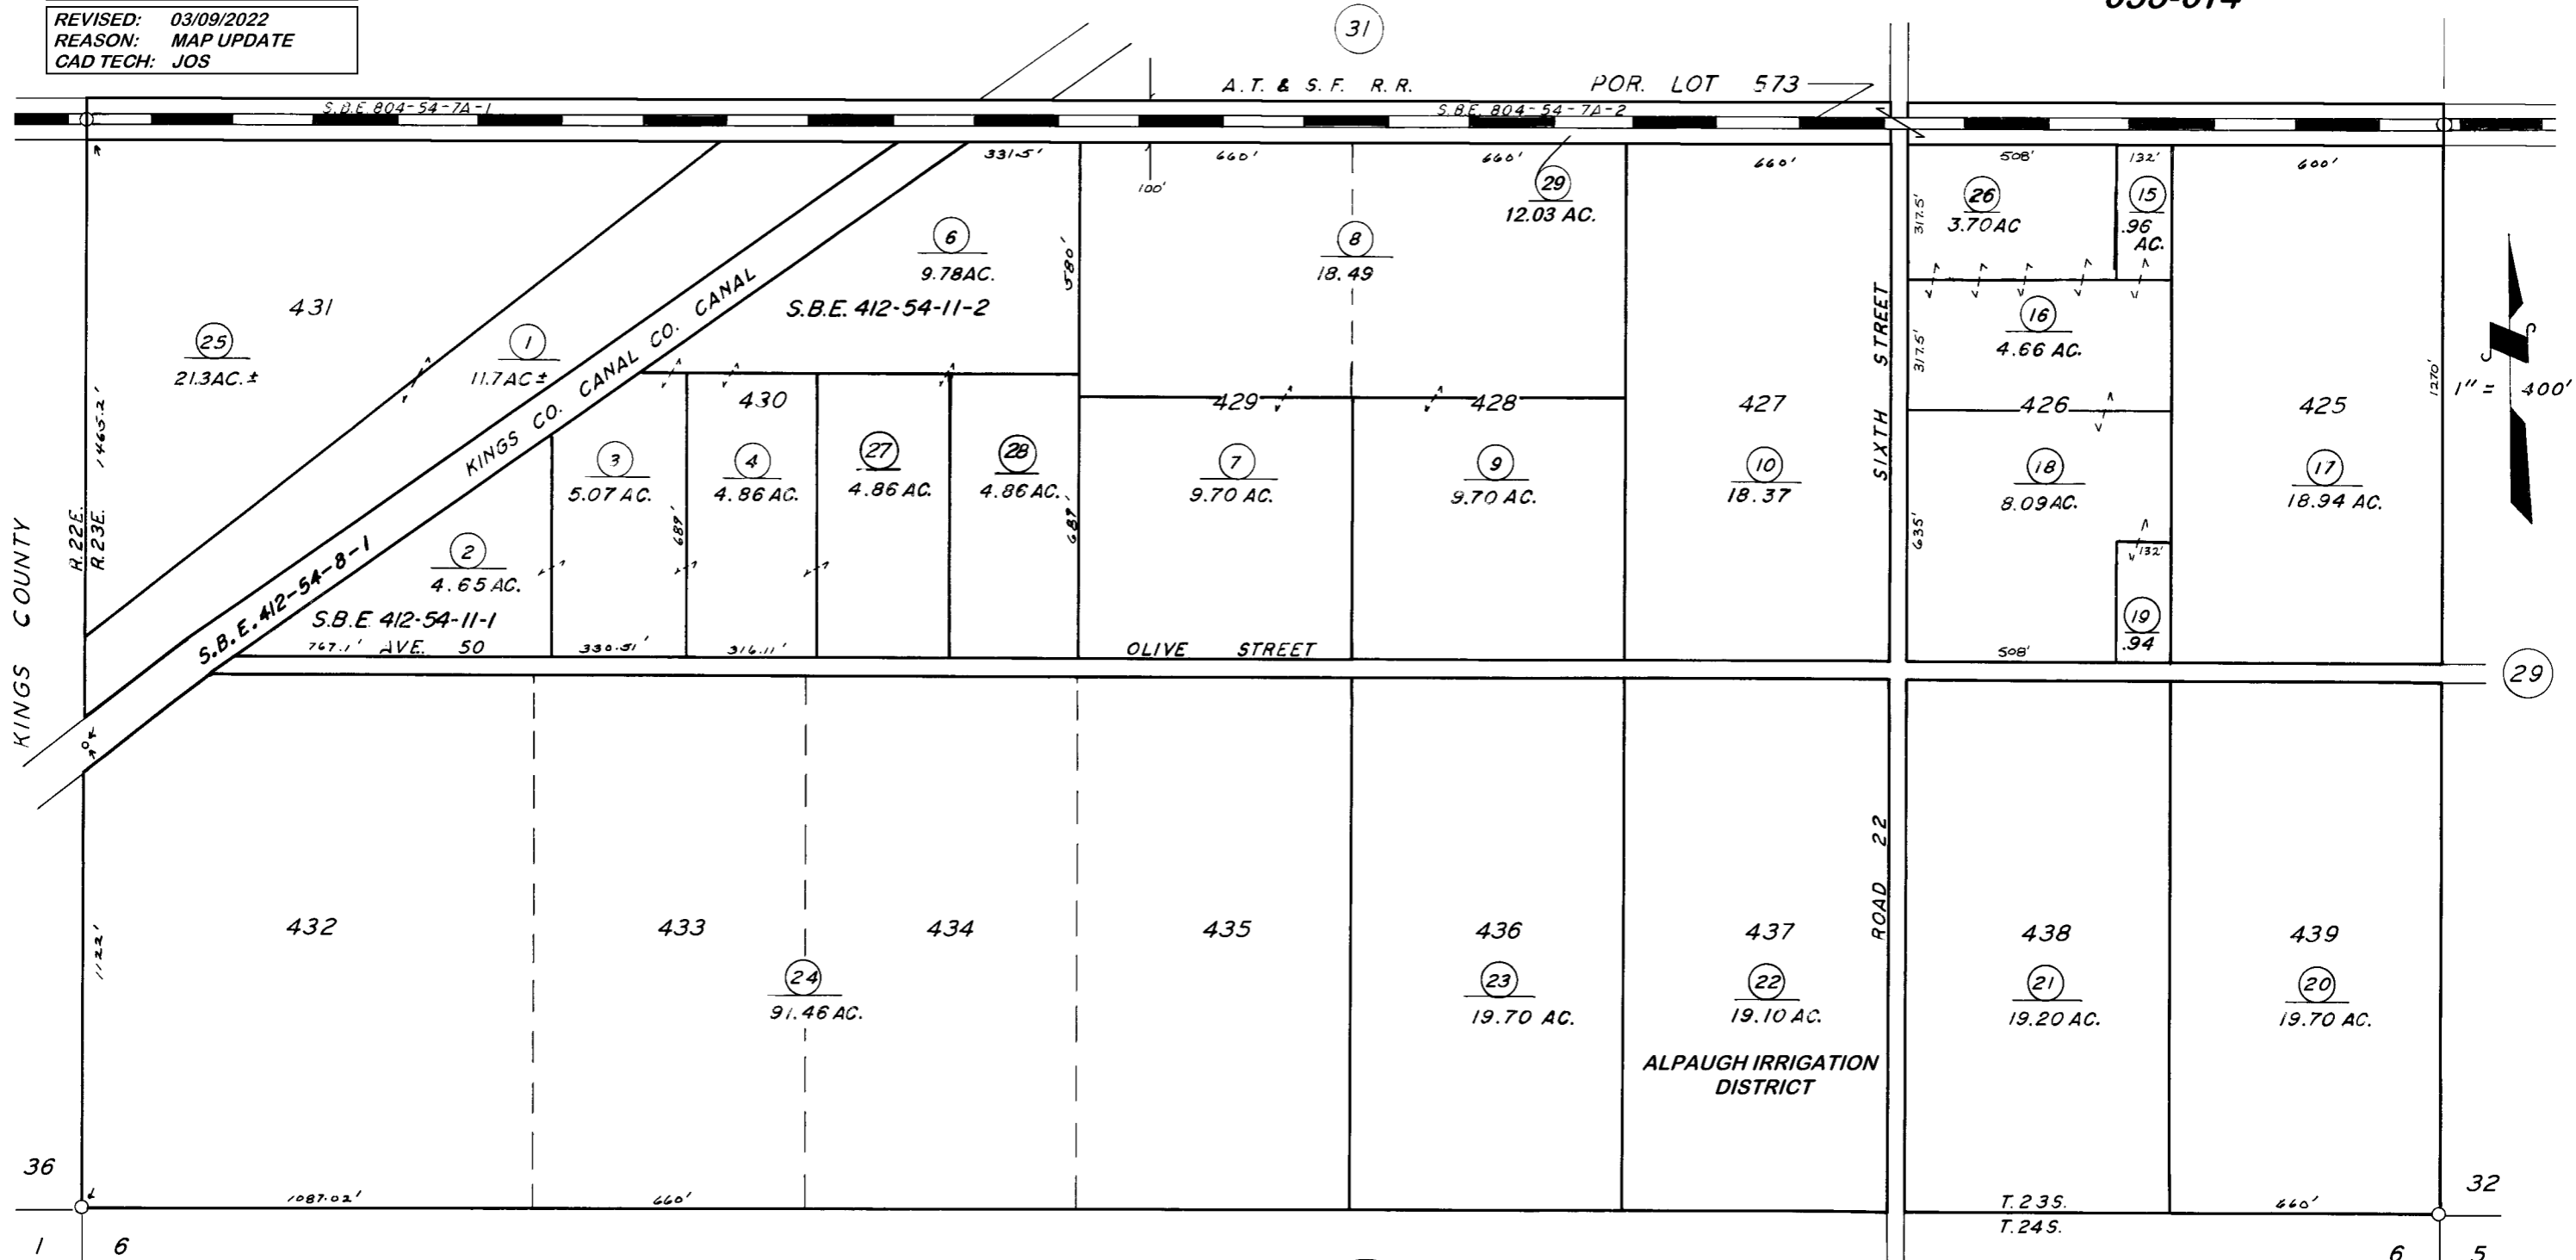 REVISED: 03/09/2022
REASON: MAP UPDATE
CAD TECH: JOS
31
A.T. & S.F. R.R.
POR. LOT 573
S.B.E. 804-54-7A-1
S.B.E. 804-54-7A-2
331.5'
100'
660'
660'
660'
508'
132'
600'
29
12.03 AC.
26
3.70 AC
15
.96
AC.
317.5'
6
9.78 AC.
S.B.E. 412-54-11-2
580'
8
18.49
431
25
21.3 AC. ±
1
11.7 AC ±
KINGS CO. CANAL CO. CANAL
16
4.66 AC.
317.5'
SIXTH STREET
1270'
1" = 400'
1465.2'
430
429
428
427
426
425
3
5.07 AC.
4
4.86 AC.
27
4.86 AC.
28
4.86 AC.
7
9.70 AC.
9
9.70 AC.
10
18.37
18
8.09 AC.
17
18.94 AC.
KINGS COUNTY
R.22E.
R.23E.
S.B.E. 412-54-8-1
2
4.65 AC.
S.B.E. 412-54-11-1
689'
689'
635'
132'
19
.94
767.1' AVE. 50
330.51'
316.11'
OLIVE STREET
508'
29
1122'
432
433
434
435
436
437
438
439
24
91.46 AC.
23
19.70 AC.
22
19.10 AC.
21
19.20 AC.
20
19.70 AC.
ROAD 22
ALPAUGH IRRIGATION
DISTRICT
36
1087.02'
660'
T.23S.
T.24S.
660'
32
1
6
6
5